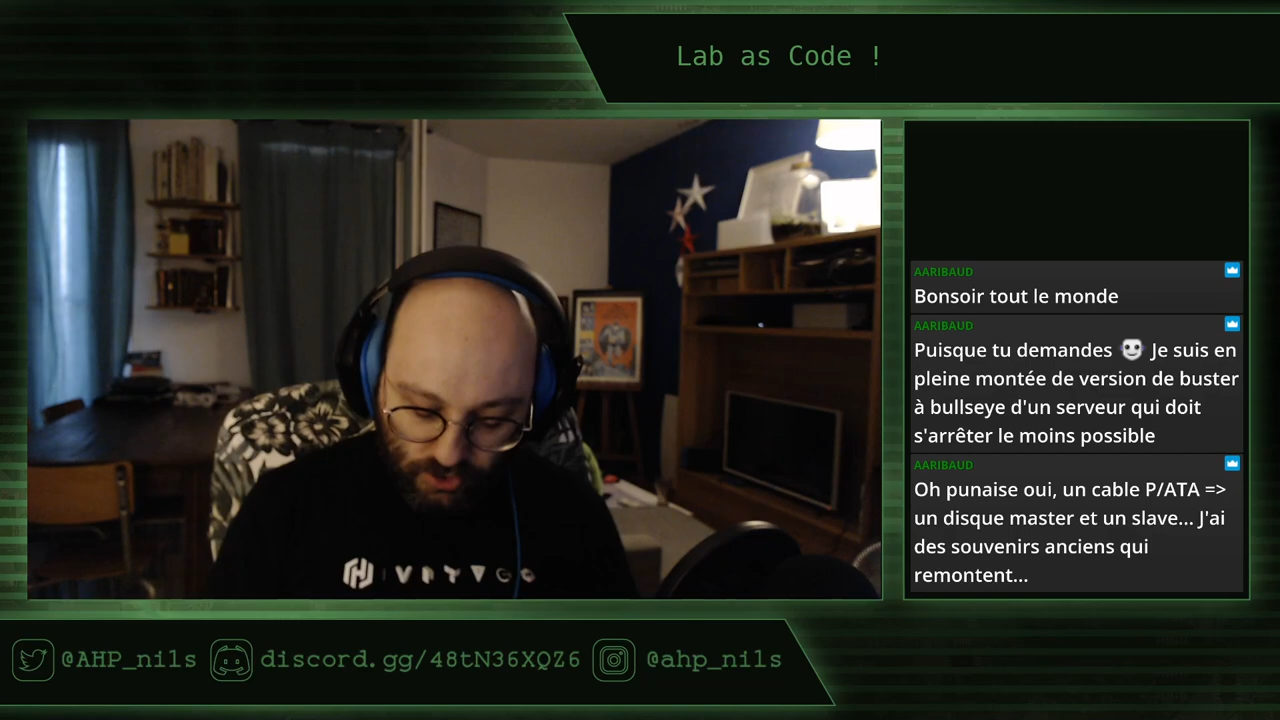 Lab as Code !
AARIBAUD
Bonsoir tout le monde
AARIBAUD
Puisque tu demandes Je suis en
pleine montée de version de buster
à bullseye d'un serveur qui doit
s'arrêter le moins possible
AARIBAUD
Oh punaise oui, un cable P/ATA =>
un disque master et un slave... J'ai
des souvenirs anciens qui
remontent...
@AHP_nils
discord.gg/48tN36XQZ6
@ahp_nils